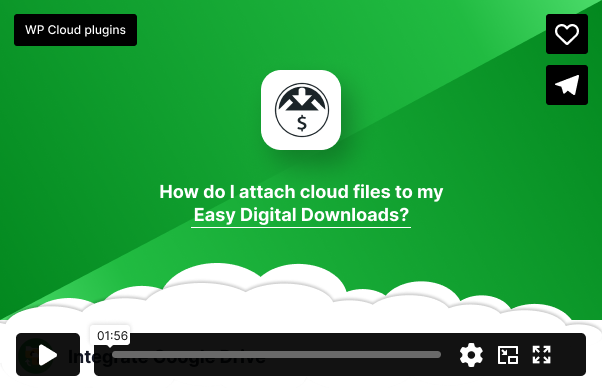 WP Cloud plugins
$
How do I attach cloud files to my
Easy Digital Downloads?
01:56
Integrate Google Drive